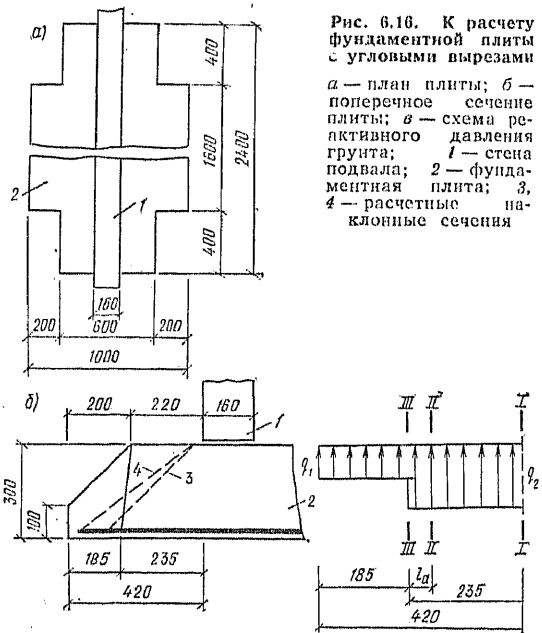 Рис. 6.16. К расчету
фундаментной плиты
с угловыми вырезами
а — план плиты; б —
поперечное сечение
плиты; в — схема ре-
активного давления
грунта; 1 — стена
подвала; 2 — фунда-
ментная плита; 3,
4 — расчетные на-
клонные сечения
а)
400
1600
2400
400
2
1
160
200 600 200
1000
б)
200 220 160
1
300
100
4
3
2
185 235
420
III II I
q1
q2
III II I
185 la 235
420